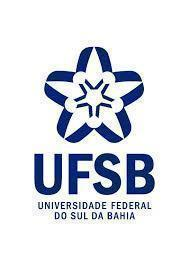 UFSB
UNIVERSIDADE FEDERAL
DO SUL DA BAHIA